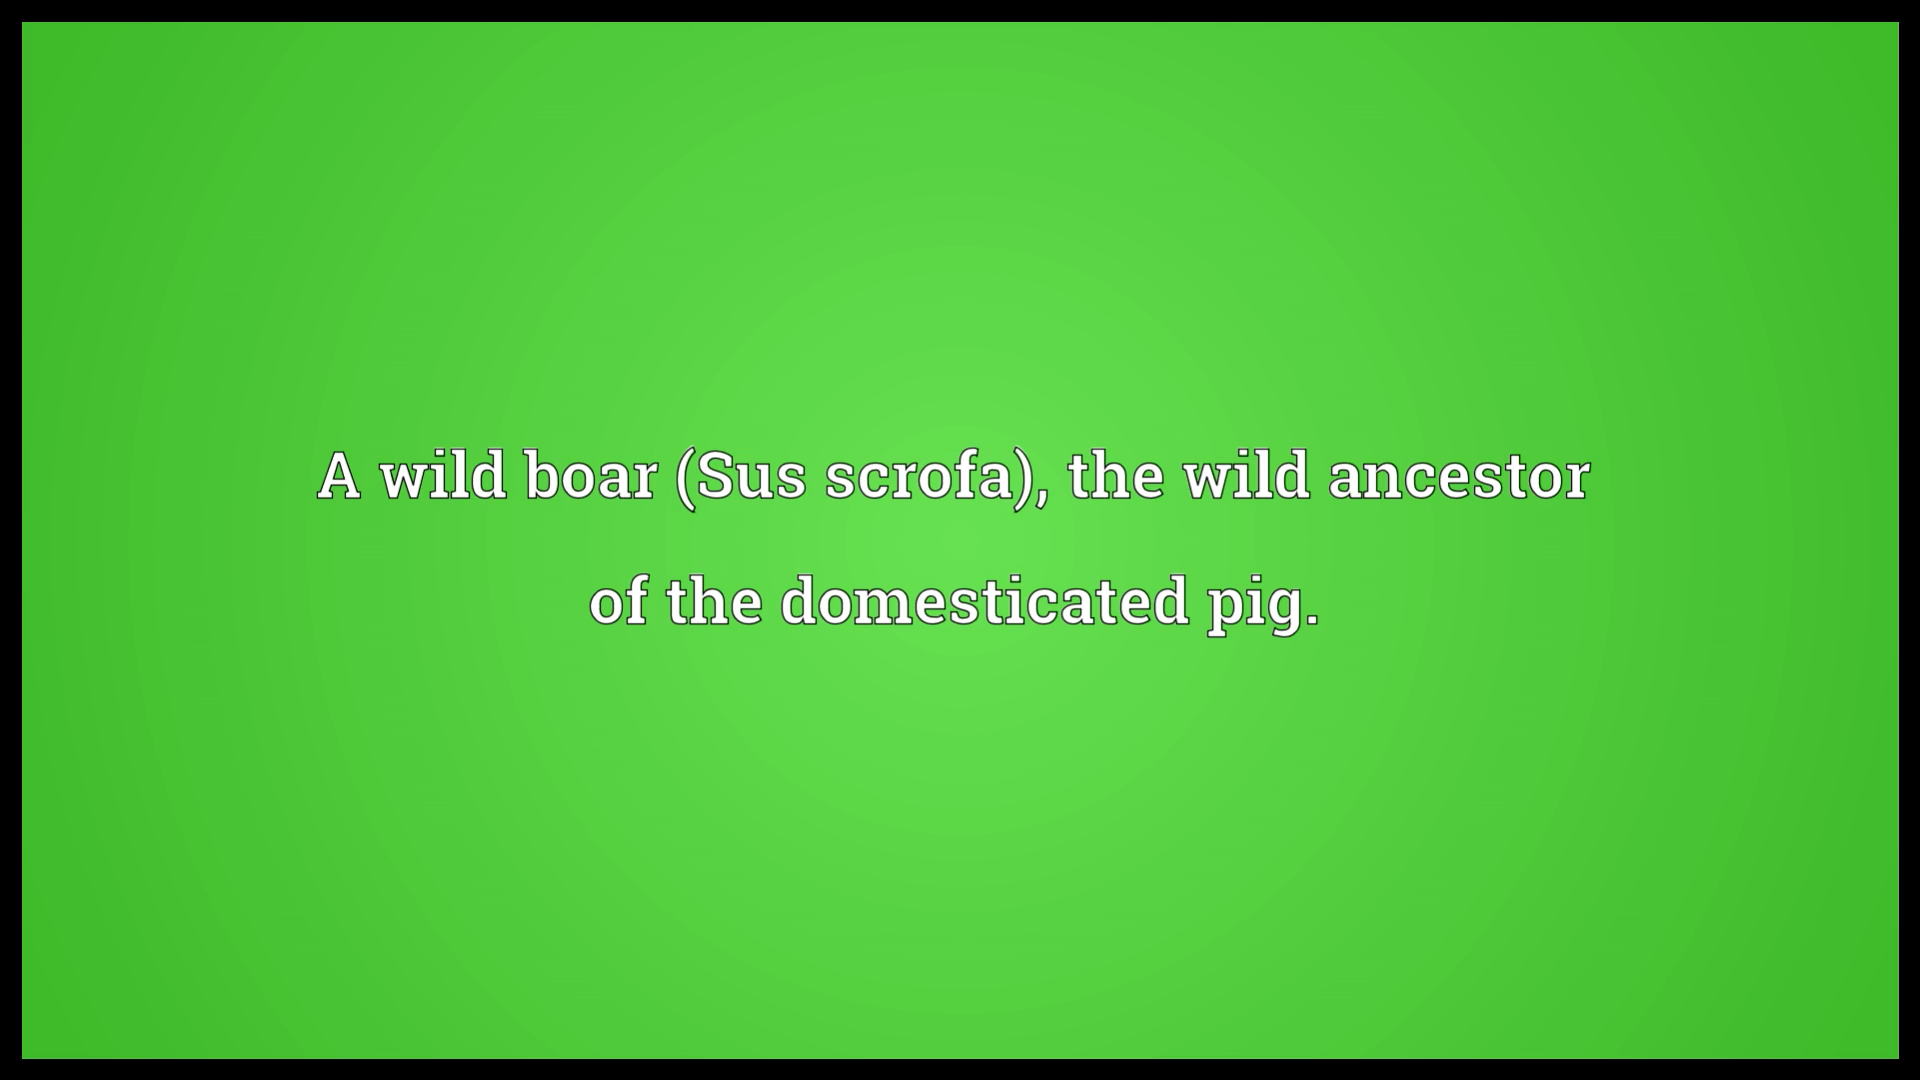 A wild boar (Sus scrofa), the wild ancestor
of the domesticated pig.